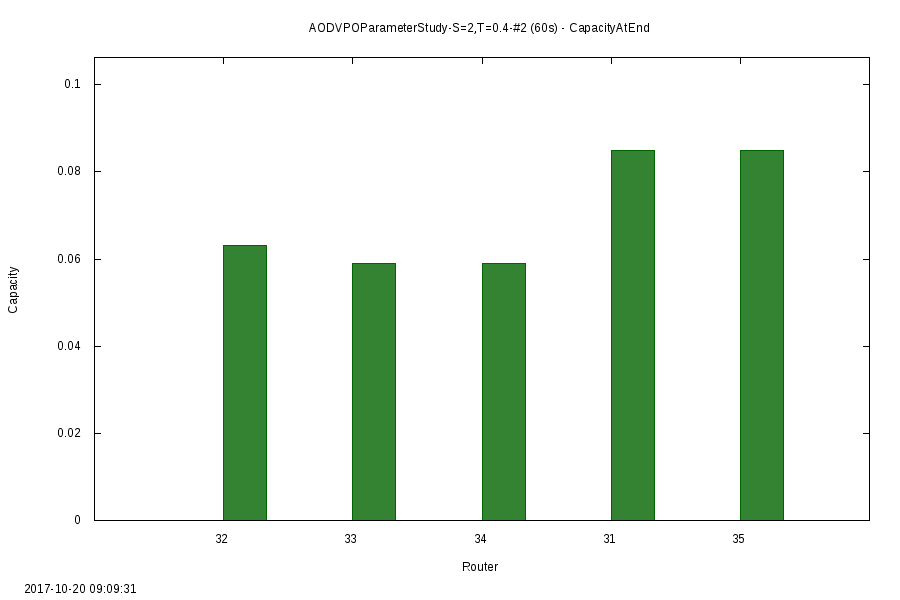 AODVPOParameterStudy-S=2,T=0.4-#2 (60s) - CapacityAtEnd
0.1
0.08
0.06
0.04
0.02
0
Capacity
32 33 34 31 35
Router
2017-10-20 09:09:31